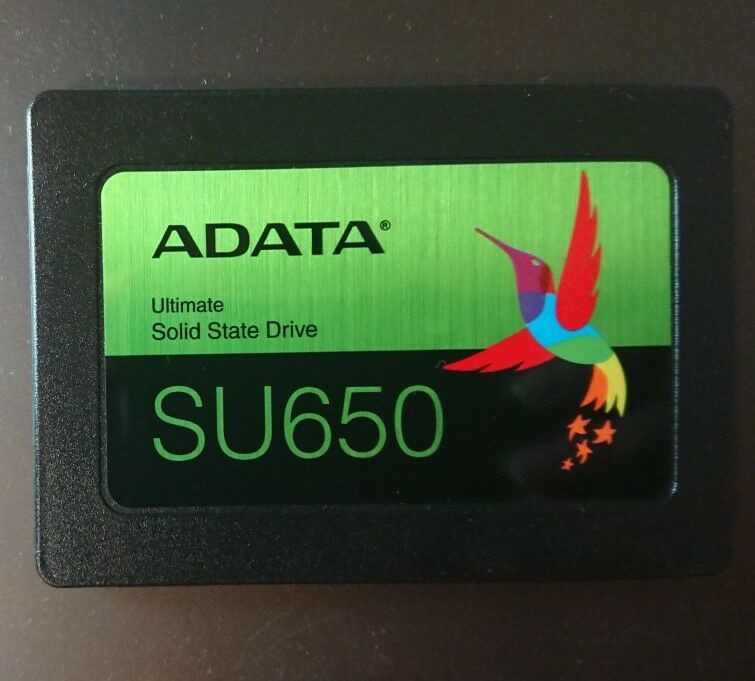 ADATA®
Ultimate
Solid State Drive
SU650